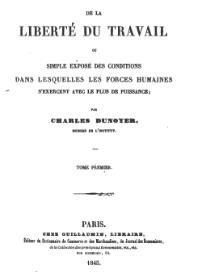 DE LA
LIBERTÉ DU TRAVAIL
OU
SIMPLE EXPOSÉ DES CONDITIONS
DANS LESQUELLES LES FORCES HUMAINES
S'EXERCENT AVEC LE PLUS DE PUISSANCE;
PAR
CHARLES DUNOYER,
MEMBRE DE L'INSTITUT.
TOME PREMIER.
PARIS.
CHEZ GUILLAUMIN, LIBRAIRE,
Éditeur du Dictionnaire du Commerce et des Marchandises, du Journal des Économistes,
de la Collection des principaux Économistes, etc., etc.
RUE RICHELIEU,
1845.